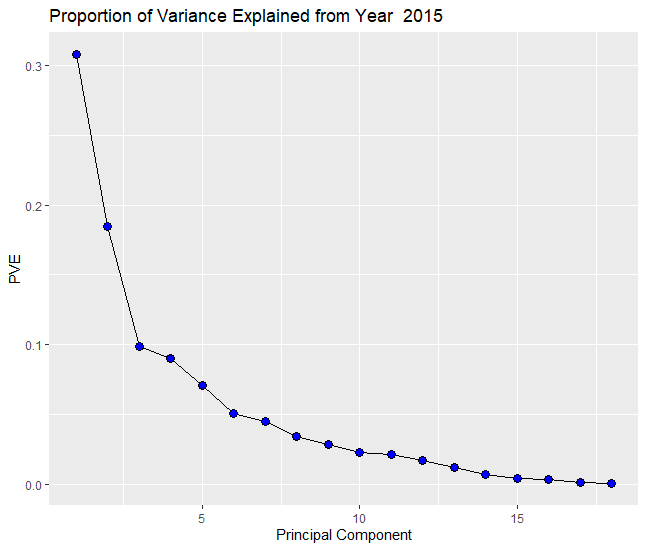 Proportion of Variance Explained from Year  2015
0.3
0.2
PVE
0.1
0.0
5
10
15
Principal Component